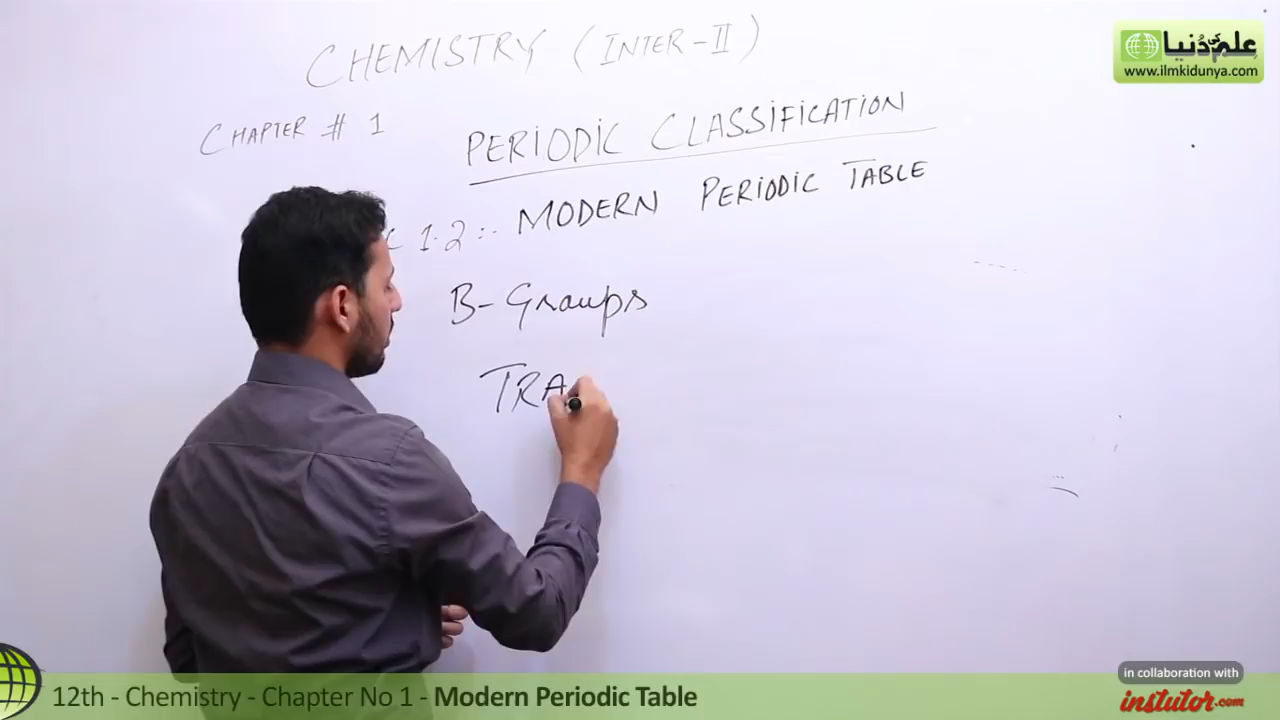 CHEMISTRY (INTER-II)
علم کی دُنیا
www.ilmkidunya.com
CHAPTER # 1
PERIODIC CLASSIFICATION
C 1.2:- MODERN PERIODIC TABLE
B-Groups
TRA
in collaboration with
instutor.com
12th - Chemistry - Chapter No 1 - Modern Periodic Table